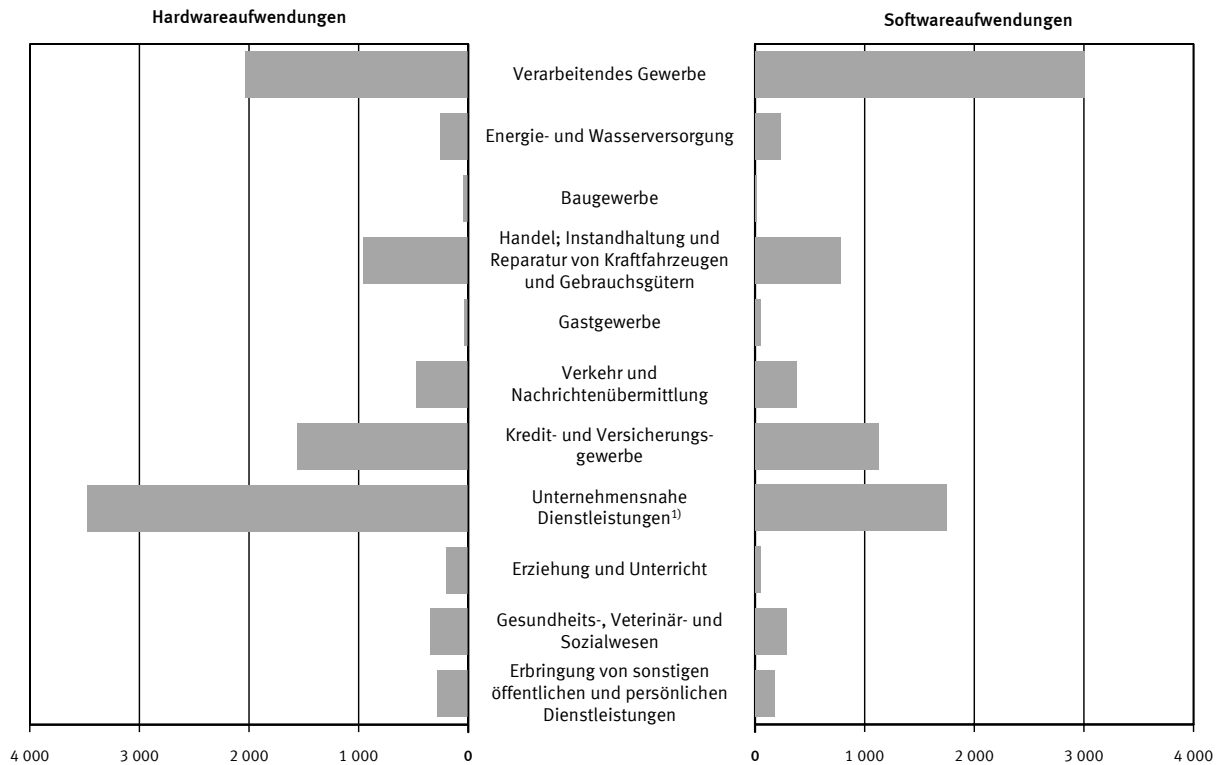 Hardwareaufwendungen
Softwareaufwendungen
Verarbeitendes Gewerbe
Energie- und Wasserversorgung
Baugewerbe
Handel; Instandhaltung und
Reparatur von Kraftfahrzeugen
und Gebrauchsgütern
Gastgewerbe
Verkehr und
Nachrichtenübermittlung
Kredit- und Versicherungs-
gewerbe
Unternehmensnahe
Dienstleistungen¹⁾
Erziehung und Unterricht
Gesundheits-, Veterinär- und
Sozialwesen
Erbringung von sonstigen
öffentlichen und persönlichen
Dienstleistungen
4 000 3 000 2 000 1 000 0
0 1 000 2 000 3 000 4 000